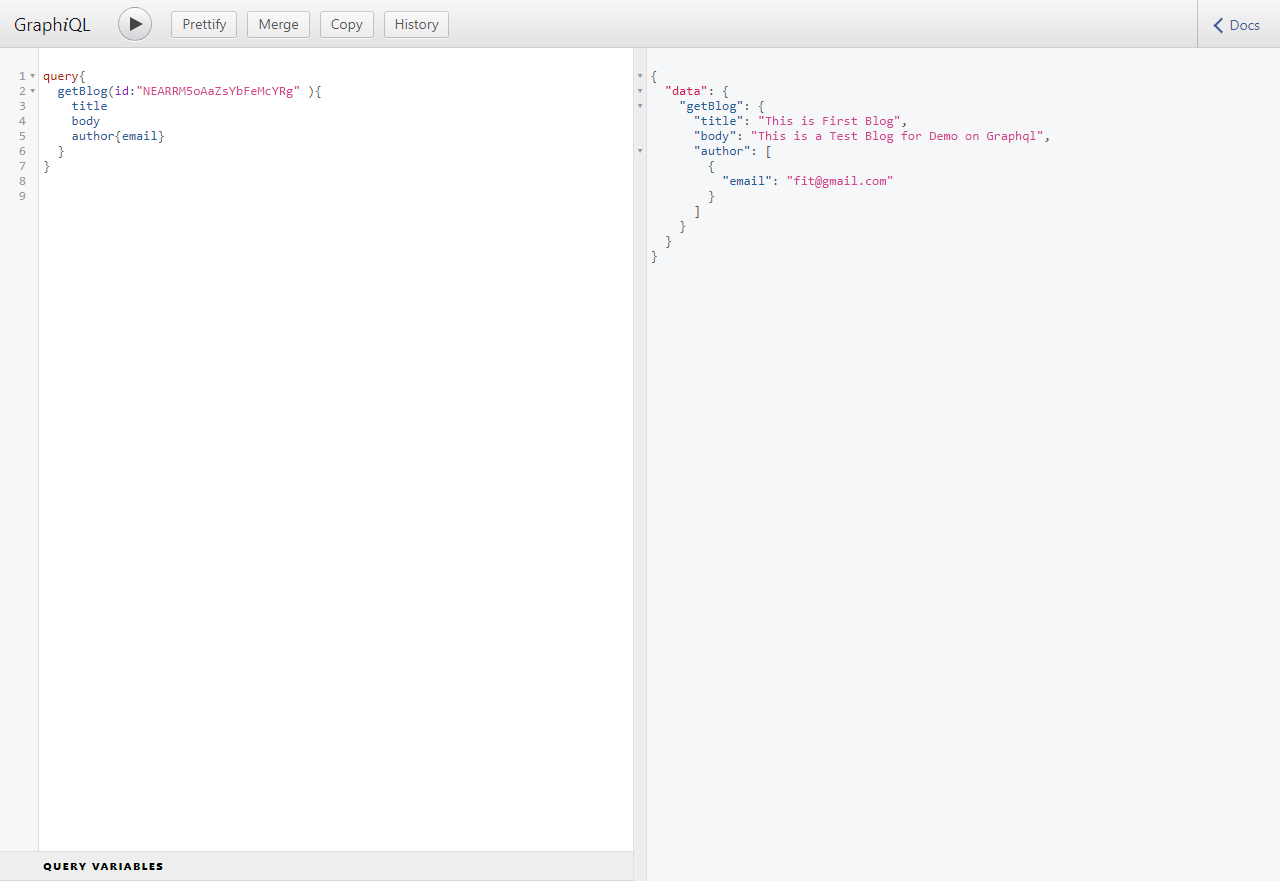 GraphiQL Prettify Merge Copy History Docs
1 query{
2   getBlog(id:"NEARRM5oAaZsYbFeMcYRg" ){
3     title
4     body
5     author{email}
6   }
7 }
8
9
QUERY VARIABLES
{
  "data": {
    "getBlog": {
      "title": "This is First Blog",
      "body": "This is a Test Blog for Demo on Graphql",
      "author": [
        {
          "email": "fit@gmail.com"
        }
      ]
    }
  }
}